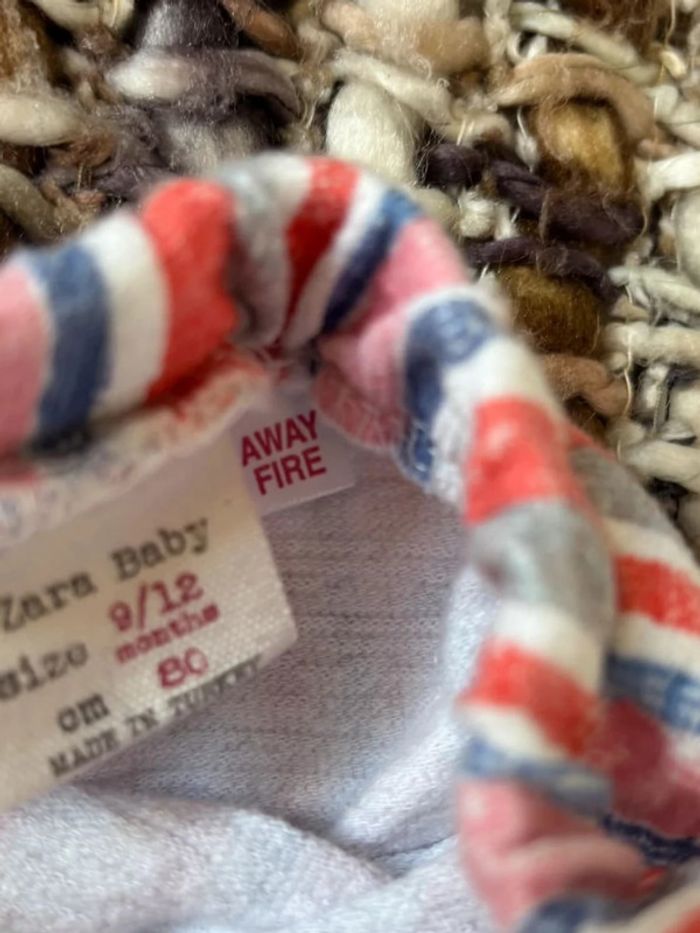 AWAY
FIRE
Zara Baby
size 9/12
months
cm 80
MADE IN TURKEY